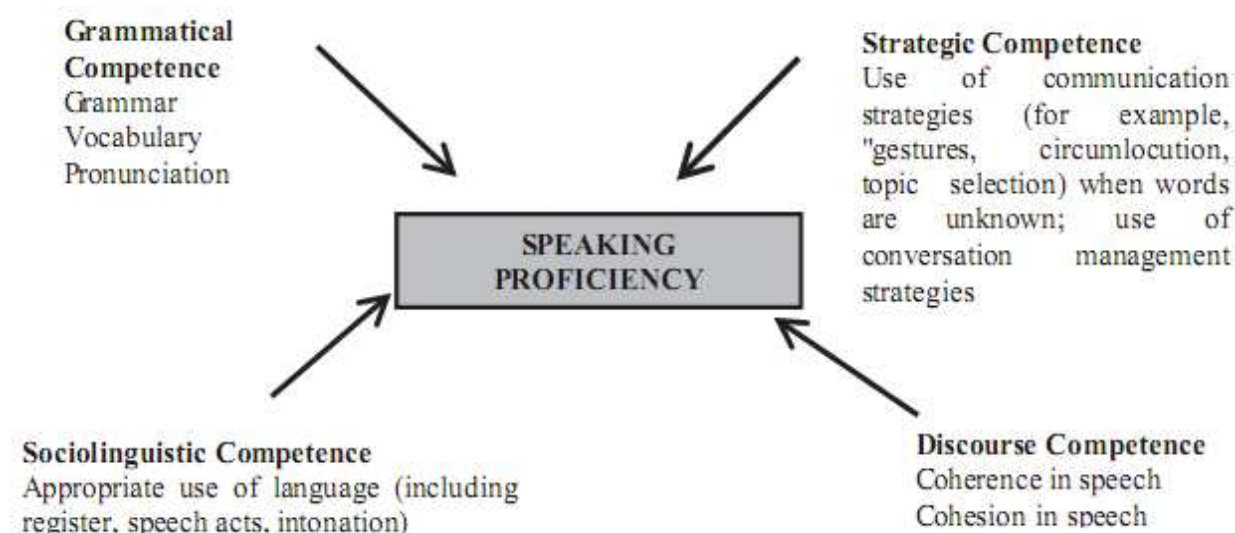 Grammatical
Competence
Grammar
Vocabulary
Pronunciation
Strategic Competence
Use of communication
strategies (for example,
"gestures, circumlocution,
topic selection) when words
are unknown; use of
conversation management
strategies
SPEAKING
PROFICIENCY
Sociolinguistic Competence
Appropriate use of language (including
register, speech acts, intonation)
Discourse Competence
Coherence in speech
Cohesion in speech